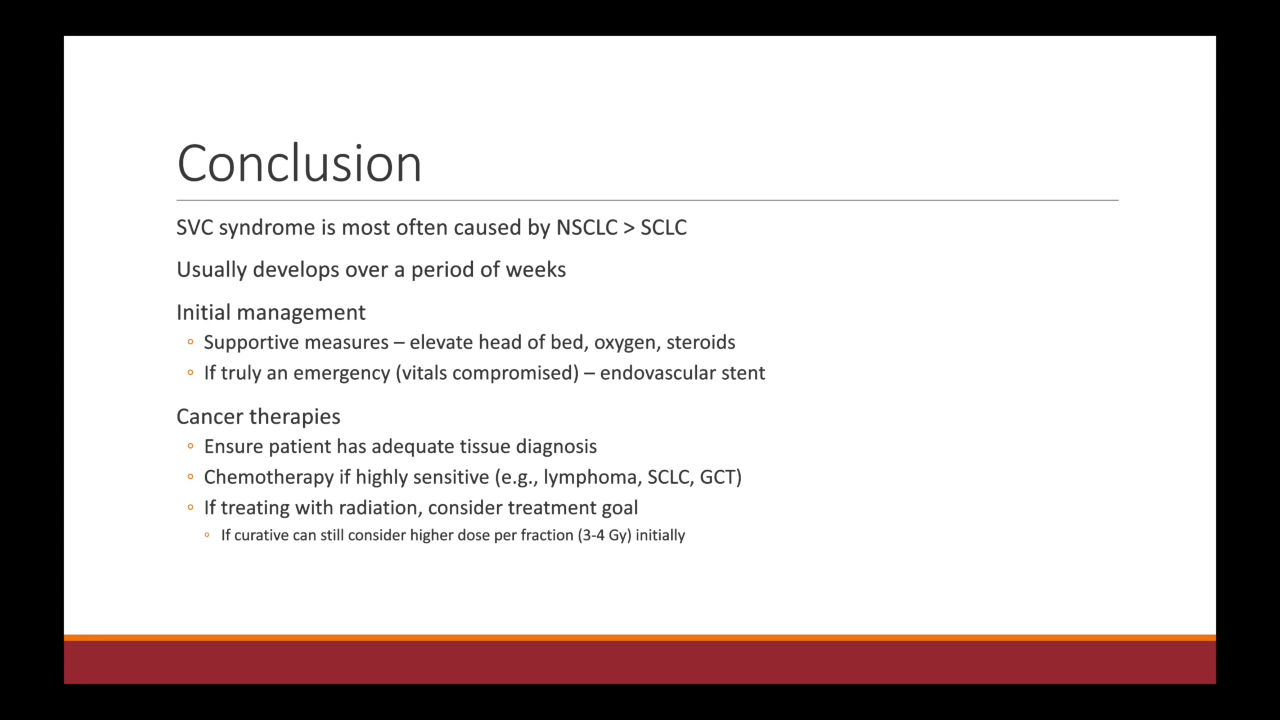 Conclusion
SVC syndrome is most often caused by NSCLC > SCLC
Usually develops over a period of weeks
Initial management
◦ Supportive measures – elevate head of bed, oxygen, steroids
◦ If truly an emergency (vitals compromised) – endovascular stent
Cancer therapies
◦ Ensure patient has adequate tissue diagnosis
◦ Chemotherapy if highly sensitive (e.g., lymphoma, SCLC, GCT)
◦ If treating with radiation, consider treatment goal
◦ If curative can still consider higher dose per fraction (3-4 Gy) initially